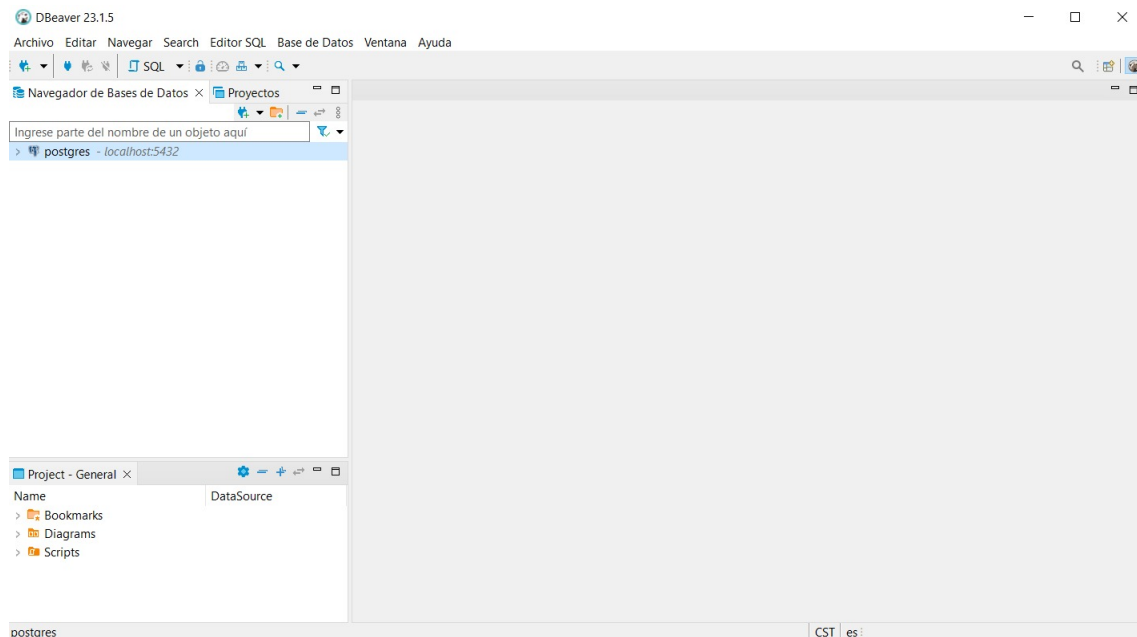 DBeaver 23.1.5
Archivo Editar Navegar Search Editor SQL Base de Datos Ventana Ayuda
SQL
Navegador de Bases de Datos Proyectos
Ingrese parte del nombre de un objeto aquí
postgres - localhost:5432
Project - General
Name DataSource
Bookmarks
Diagrams
Scripts
postgres CST es